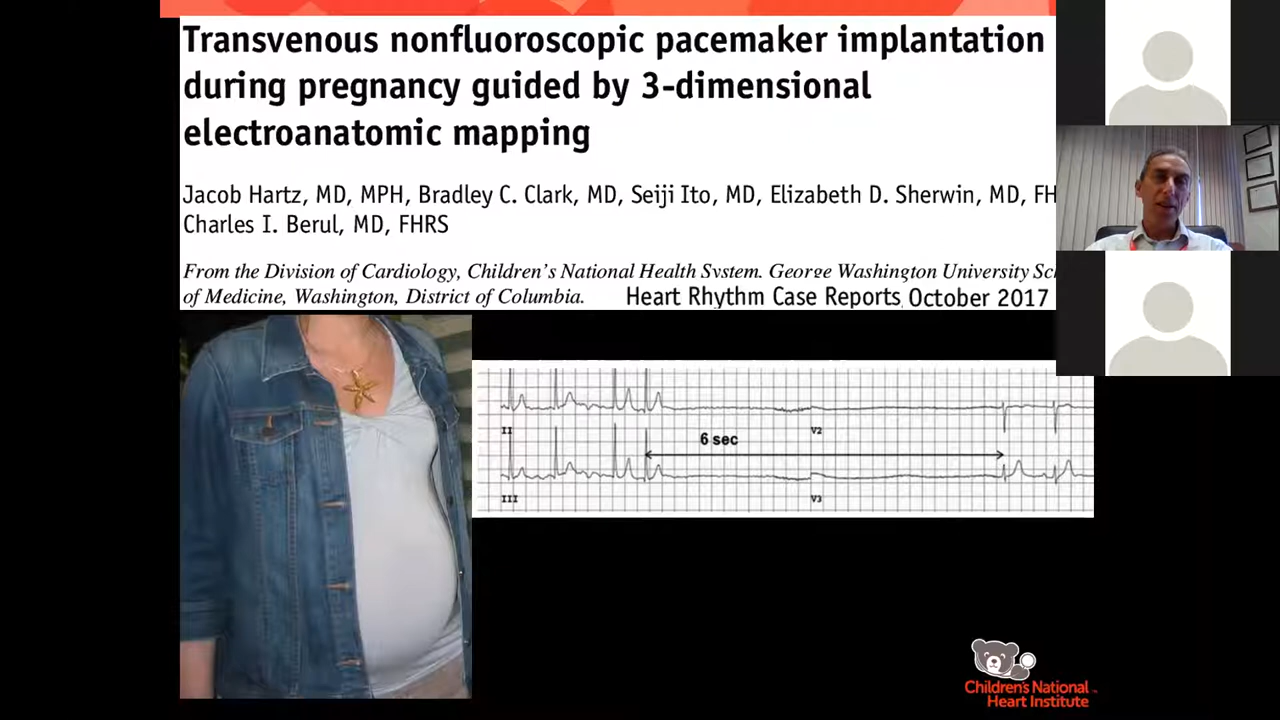 Transvenous nonfluoroscopic pacemaker implantation
during pregnancy guided by 3-dimensional
electroanatomic mapping
Jacob Hartz, MD, MPH, Bradley C. Clark, MD, Seiji Ito, MD, Elizabeth D. Sherwin, MD, FH
Charles I. Berul, MD, FHRS
From the Division of Cardiology, Children's National Health System, George Washington University Sc
of Medicine, Washington, District of Columbia.
Heart Rhythm Case Reports October 2017
II
V2
6 sec
III
V3
Children's National
Heart Institute